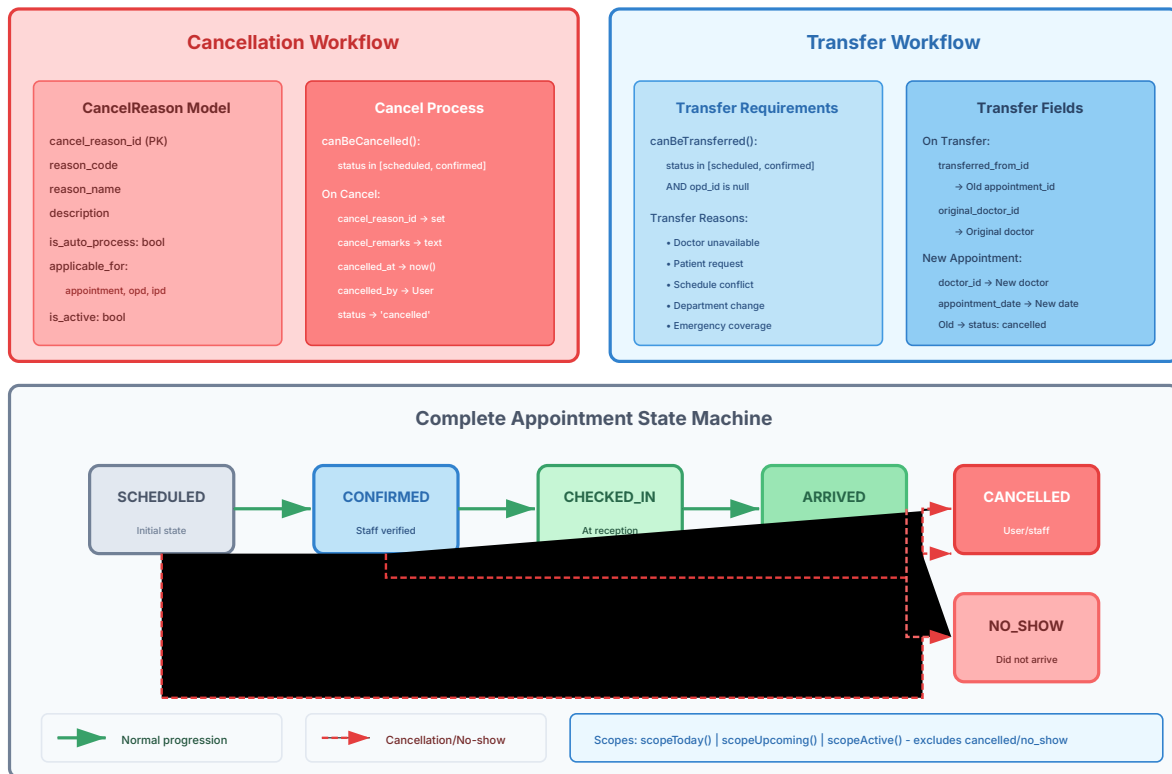 Cancellation Workflow
CancelReason Model
cancel_reason_id (PK)
reason_code
reason_name
description
is_auto_process: bool
applicable_for:
appointment, opd, ipd
is_active: bool
Cancel Process
canBeCancelled():
status in [scheduled, confirmed]
On Cancel:
cancel_reason_id → set
cancel_remarks → text
cancelled_at → now()
cancelled_by → User
status → 'cancelled'
Transfer Workflow
Transfer Requirements
canBeTransferred():
status in [scheduled, confirmed]
AND opd_id is null
Transfer Reasons:
• Doctor unavailable
• Patient request
• Schedule conflict
• Department change
• Emergency coverage
Transfer Fields
On Transfer:
transferred_from_id
→ Old appointment_id
original_doctor_id
→ Original doctor
New Appointment:
doctor_id → New doctor
appointment_date → New date
Old → status: cancelled
Complete Appointment State Machine
SCHEDULED
Initial state
CONFIRMED
Staff verified
CHECKED_IN
At reception
ARRIVED
CANCELLED
User/staff
NO_SHOW
Did not arrive
Normal progression
Cancellation/No-show
Scopes: scopeToday() | scopeUpcoming() | scopeActive() - excludes cancelled/no_show